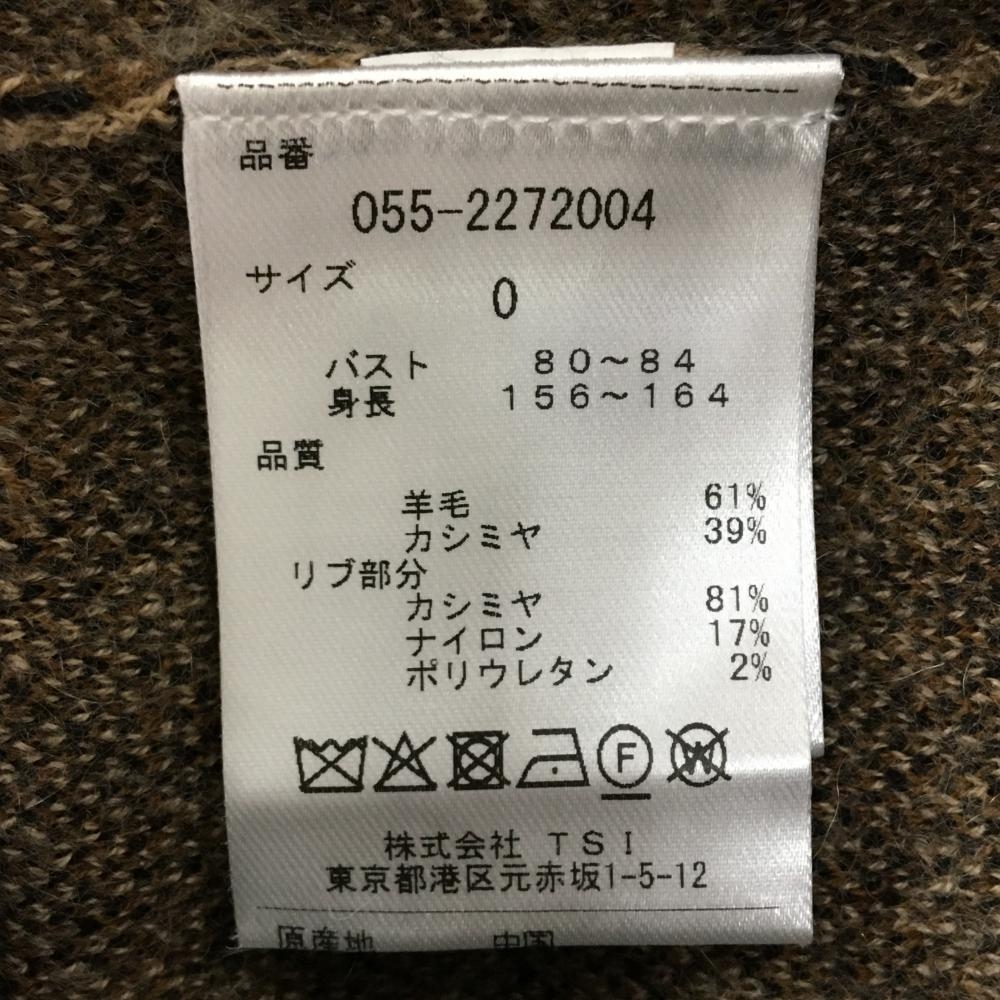 品番
055-2272004
サイズ 0
バスト 80〜84
身長 156〜164
品質
羊毛 61%
カシミヤ 39%
リブ部分
カシミヤ 81%
ナイロン 17%
ポリウレタン 2%
F W
株式会社 TSI
東京都港区元赤坂1-5-12
原産地 中国